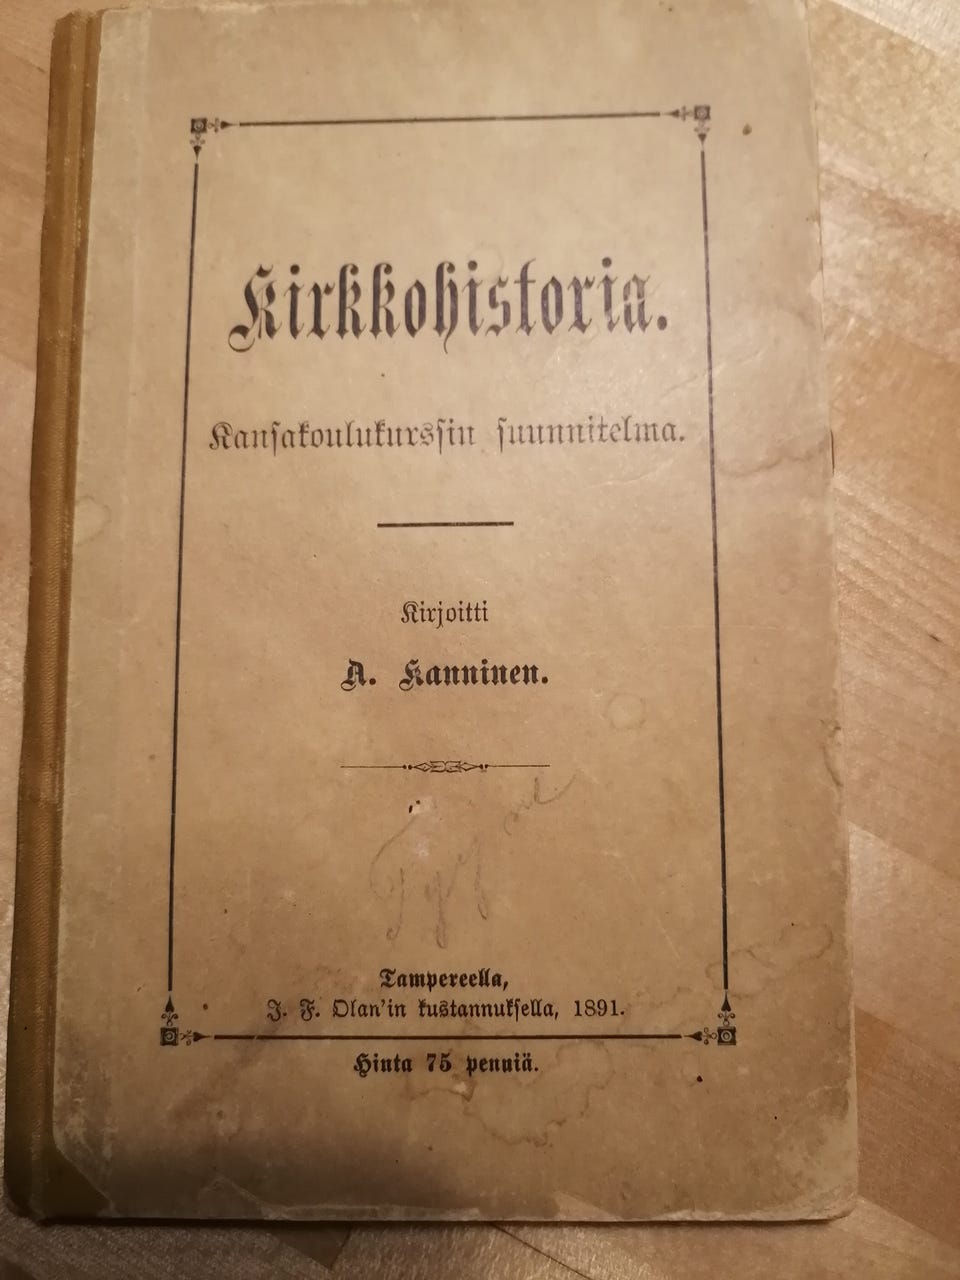 Kirkkohistoria.
Kansakoulukurssin suunnitelma.
Kirjoitti
A. Kanninen.
Tampereella,
J. F. Olan'in kustannuksella, 1891.
Hinta 75 penniä.